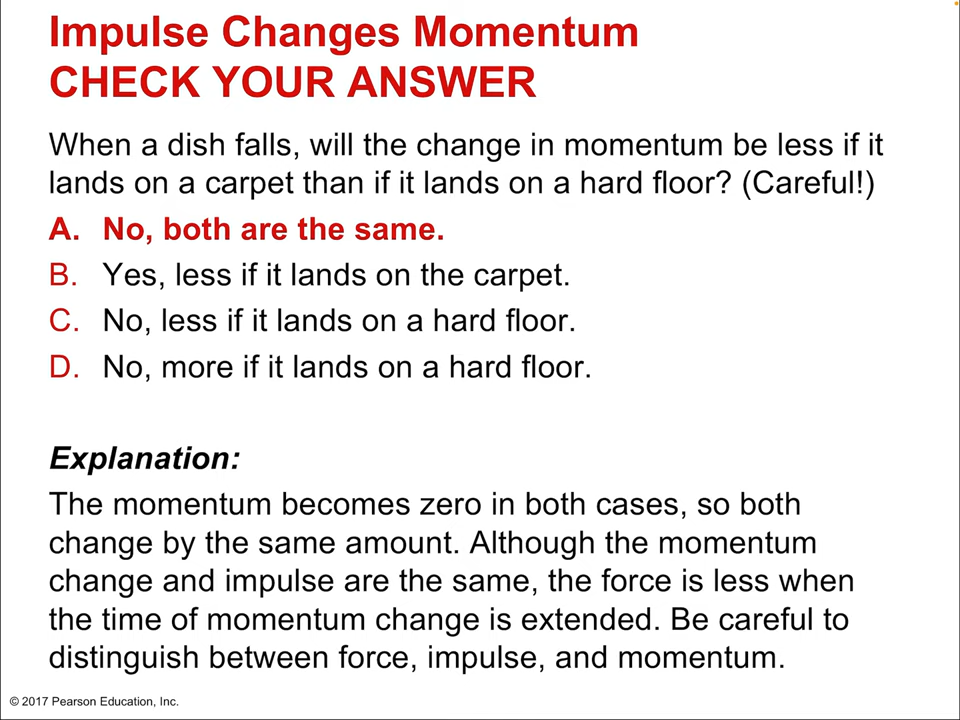 Impulse Changes Momentum
CHECK YOUR ANSWER
When a dish falls, will the change in momentum be less if it
lands on a carpet than if it lands on a hard floor? (Careful!)
A. No, both are the same.
B. Yes, less if it lands on the carpet.
C. No, less if it lands on a hard floor.
D. No, more if it lands on a hard floor.
Explanation:
The momentum becomes zero in both cases, so both
change by the same amount. Although the momentum
change and impulse are the same, the force is less when
the time of momentum change is extended. Be careful to
distinguish between force, impulse, and momentum.
© 2017 Pearson Education, Inc.